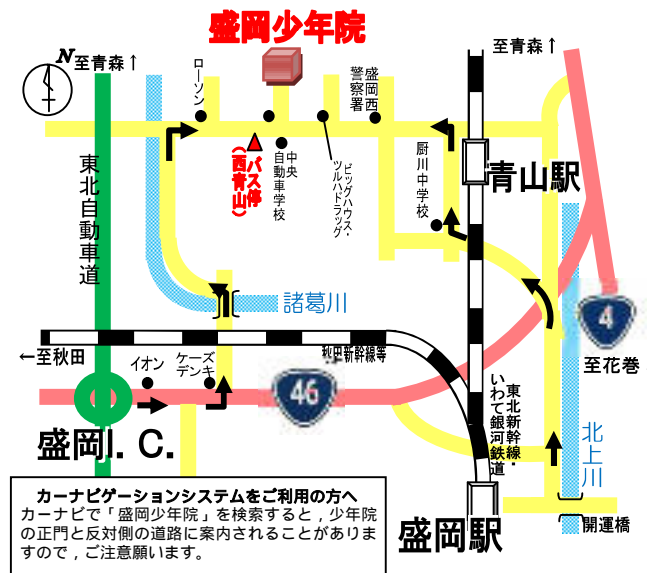 盛岡少年院
N
至青森↑
至青森↑
ローソン
盛岡西
警察署
バス停
(西青山)
中央
自動車学校
ビッグハウス・
ツルハドラッグ
厨川中学校
青山駅
東北自動車道
諸葛川
4
至花巻
←至秋田
秋田新幹線等
イオン
ケーズ
デンキ
46
東北新幹線・
いわて銀河鉄道
北上川
盛岡I.C.
盛岡駅
開運橋
カーナビゲーションシステムをご利用の方へ
カーナビで「盛岡少年院」を検索すると,少年院
の正門と反対側の道路に案内されることがありま
すので,ご注意願います。